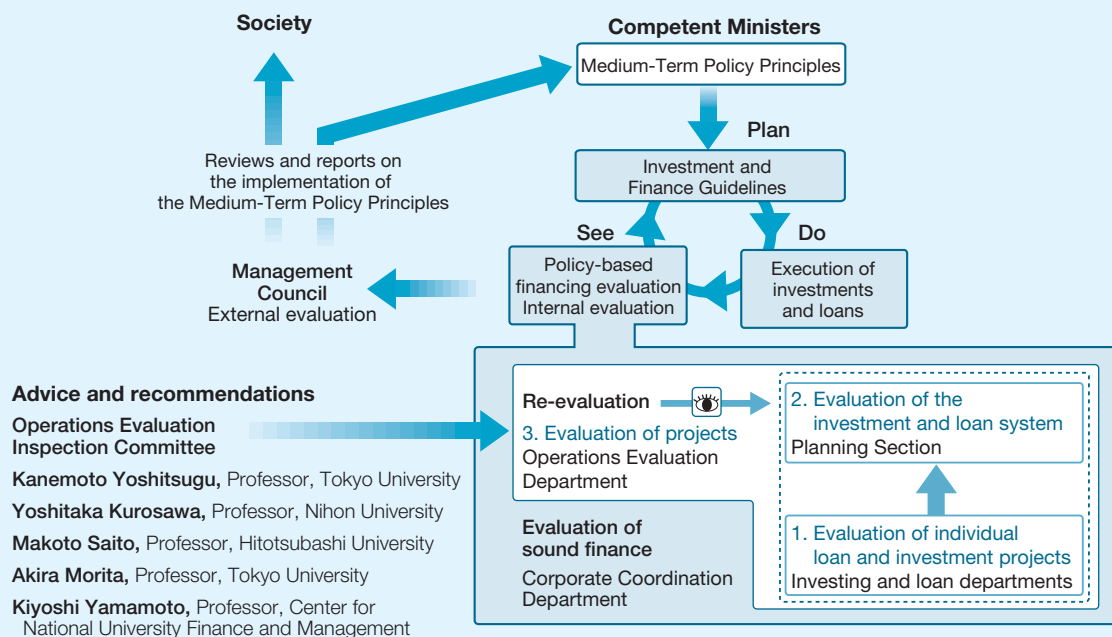 Society
Competent Ministers
Medium-Term Policy Principles
Plan
Reviews and reports on
the implementation of
the Medium-Term Policy Principles
Investment and
Finance Guidelines
See
Do
Policy-based
financing evaluation
Internal evaluation
Execution of
investments
and loans
Management
Council
External evaluation
Advice and recommendations
Operations Evaluation
Inspection Committee
Kanemoto Yoshitsugu, Professor, Tokyo University
Yoshitaka Kurosawa, Professor, Nihon University
Makoto Saito, Professor, Hitotsubashi University
Akira Morita, Professor, Tokyo University
Kiyoshi Yamamoto, Professor, Center for
National University Finance and Management
Re-evaluation
3. Evaluation of projects
Operations Evaluation
Department
2. Evaluation of the
investment and loan system
Planning Section
1. Evaluation of individual
loan and investment projects
Investing and loan departments
Evaluation of
sound finance
Corporate Coordination
Department